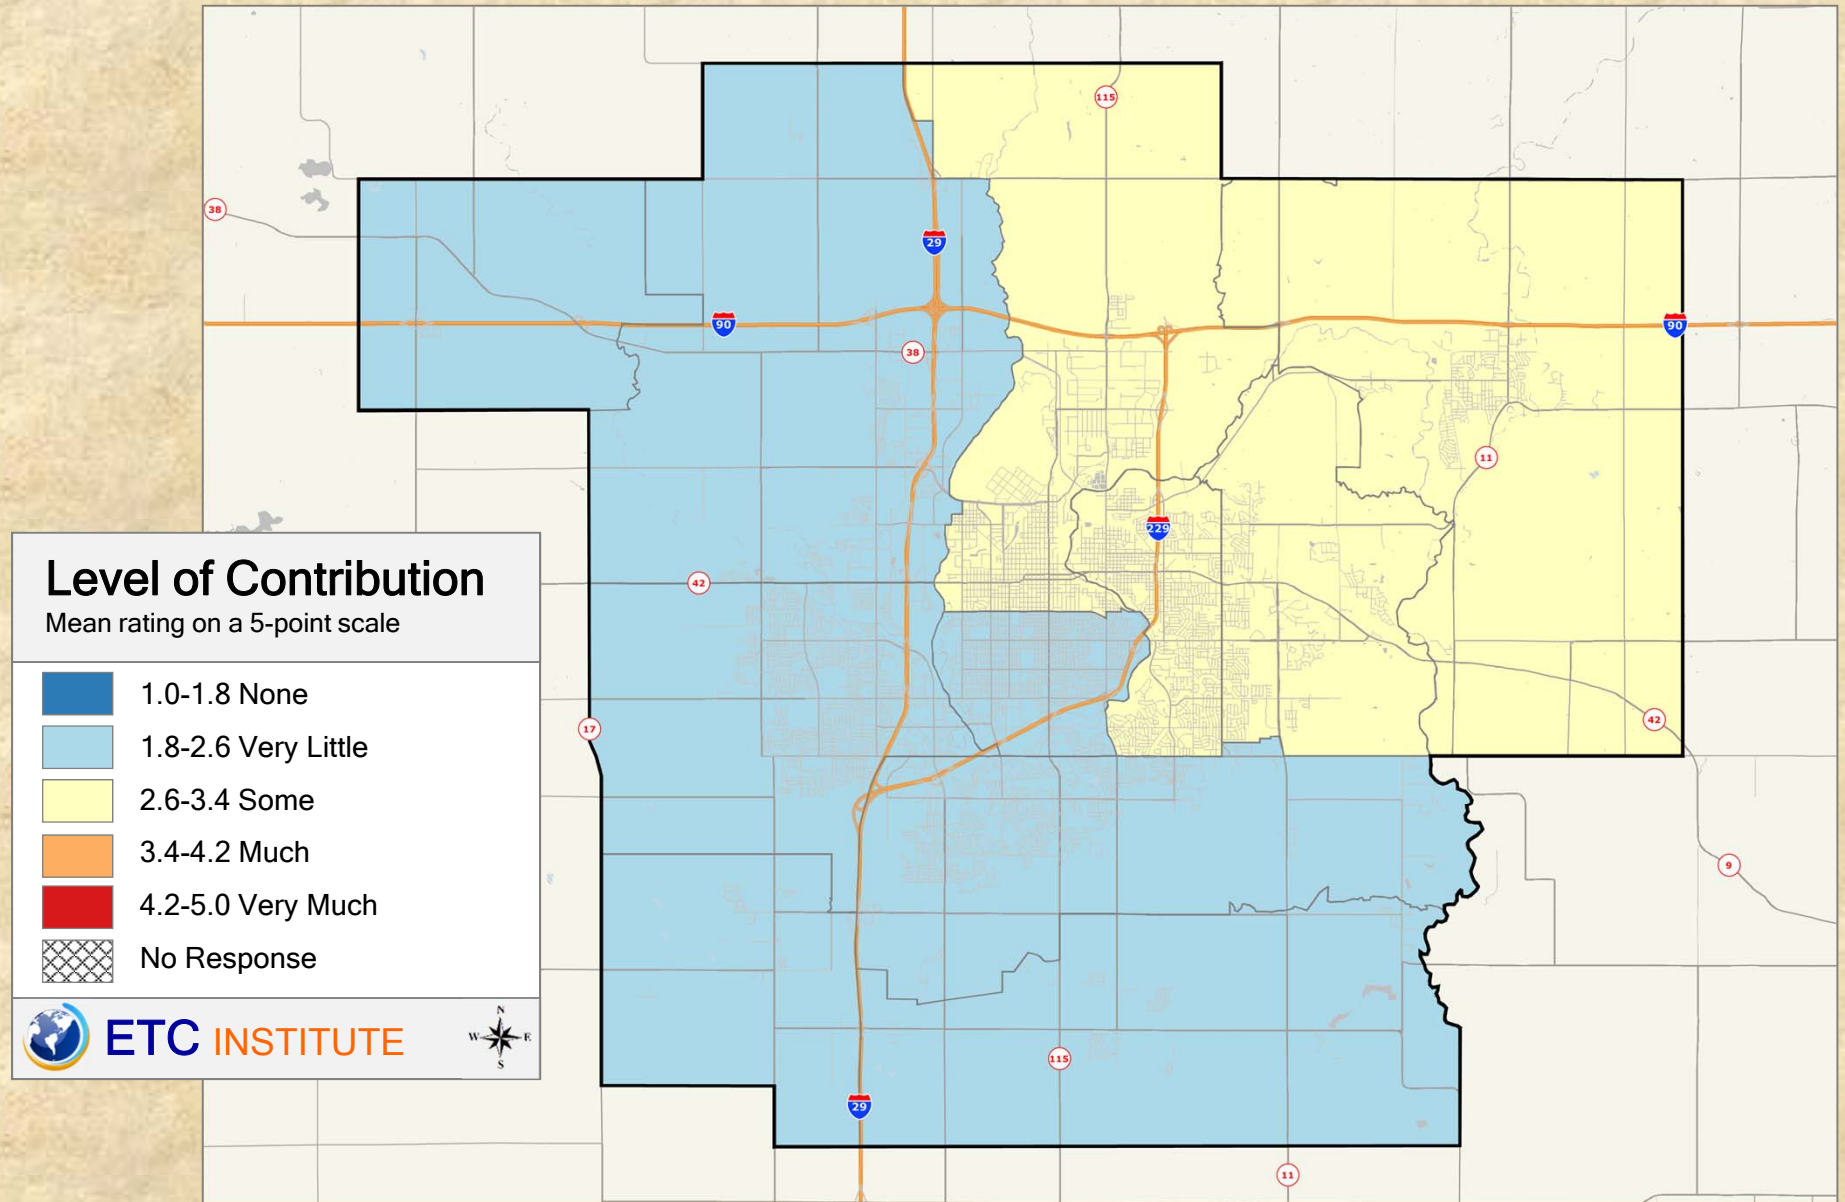 115
38
29
90
90
38
11
229
42
17
42
9
115
29
11
Level of Contribution
Mean rating on a 5-point scale
1.0-1.8 None
1.8-2.6 Very Little
2.6-3.4 Some
3.4-4.2 Much
4.2-5.0 Very Much
No Response
ETC INSTITUTE
N
W E
S